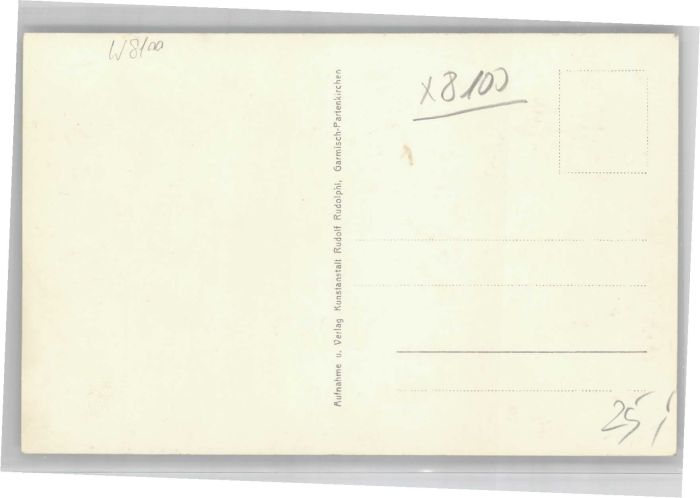 W8100
X8100
Aufnahme u. Verlag Kunstanstalt Rudolf Rudolphi, Garmisch-Partenkirchen
25,-